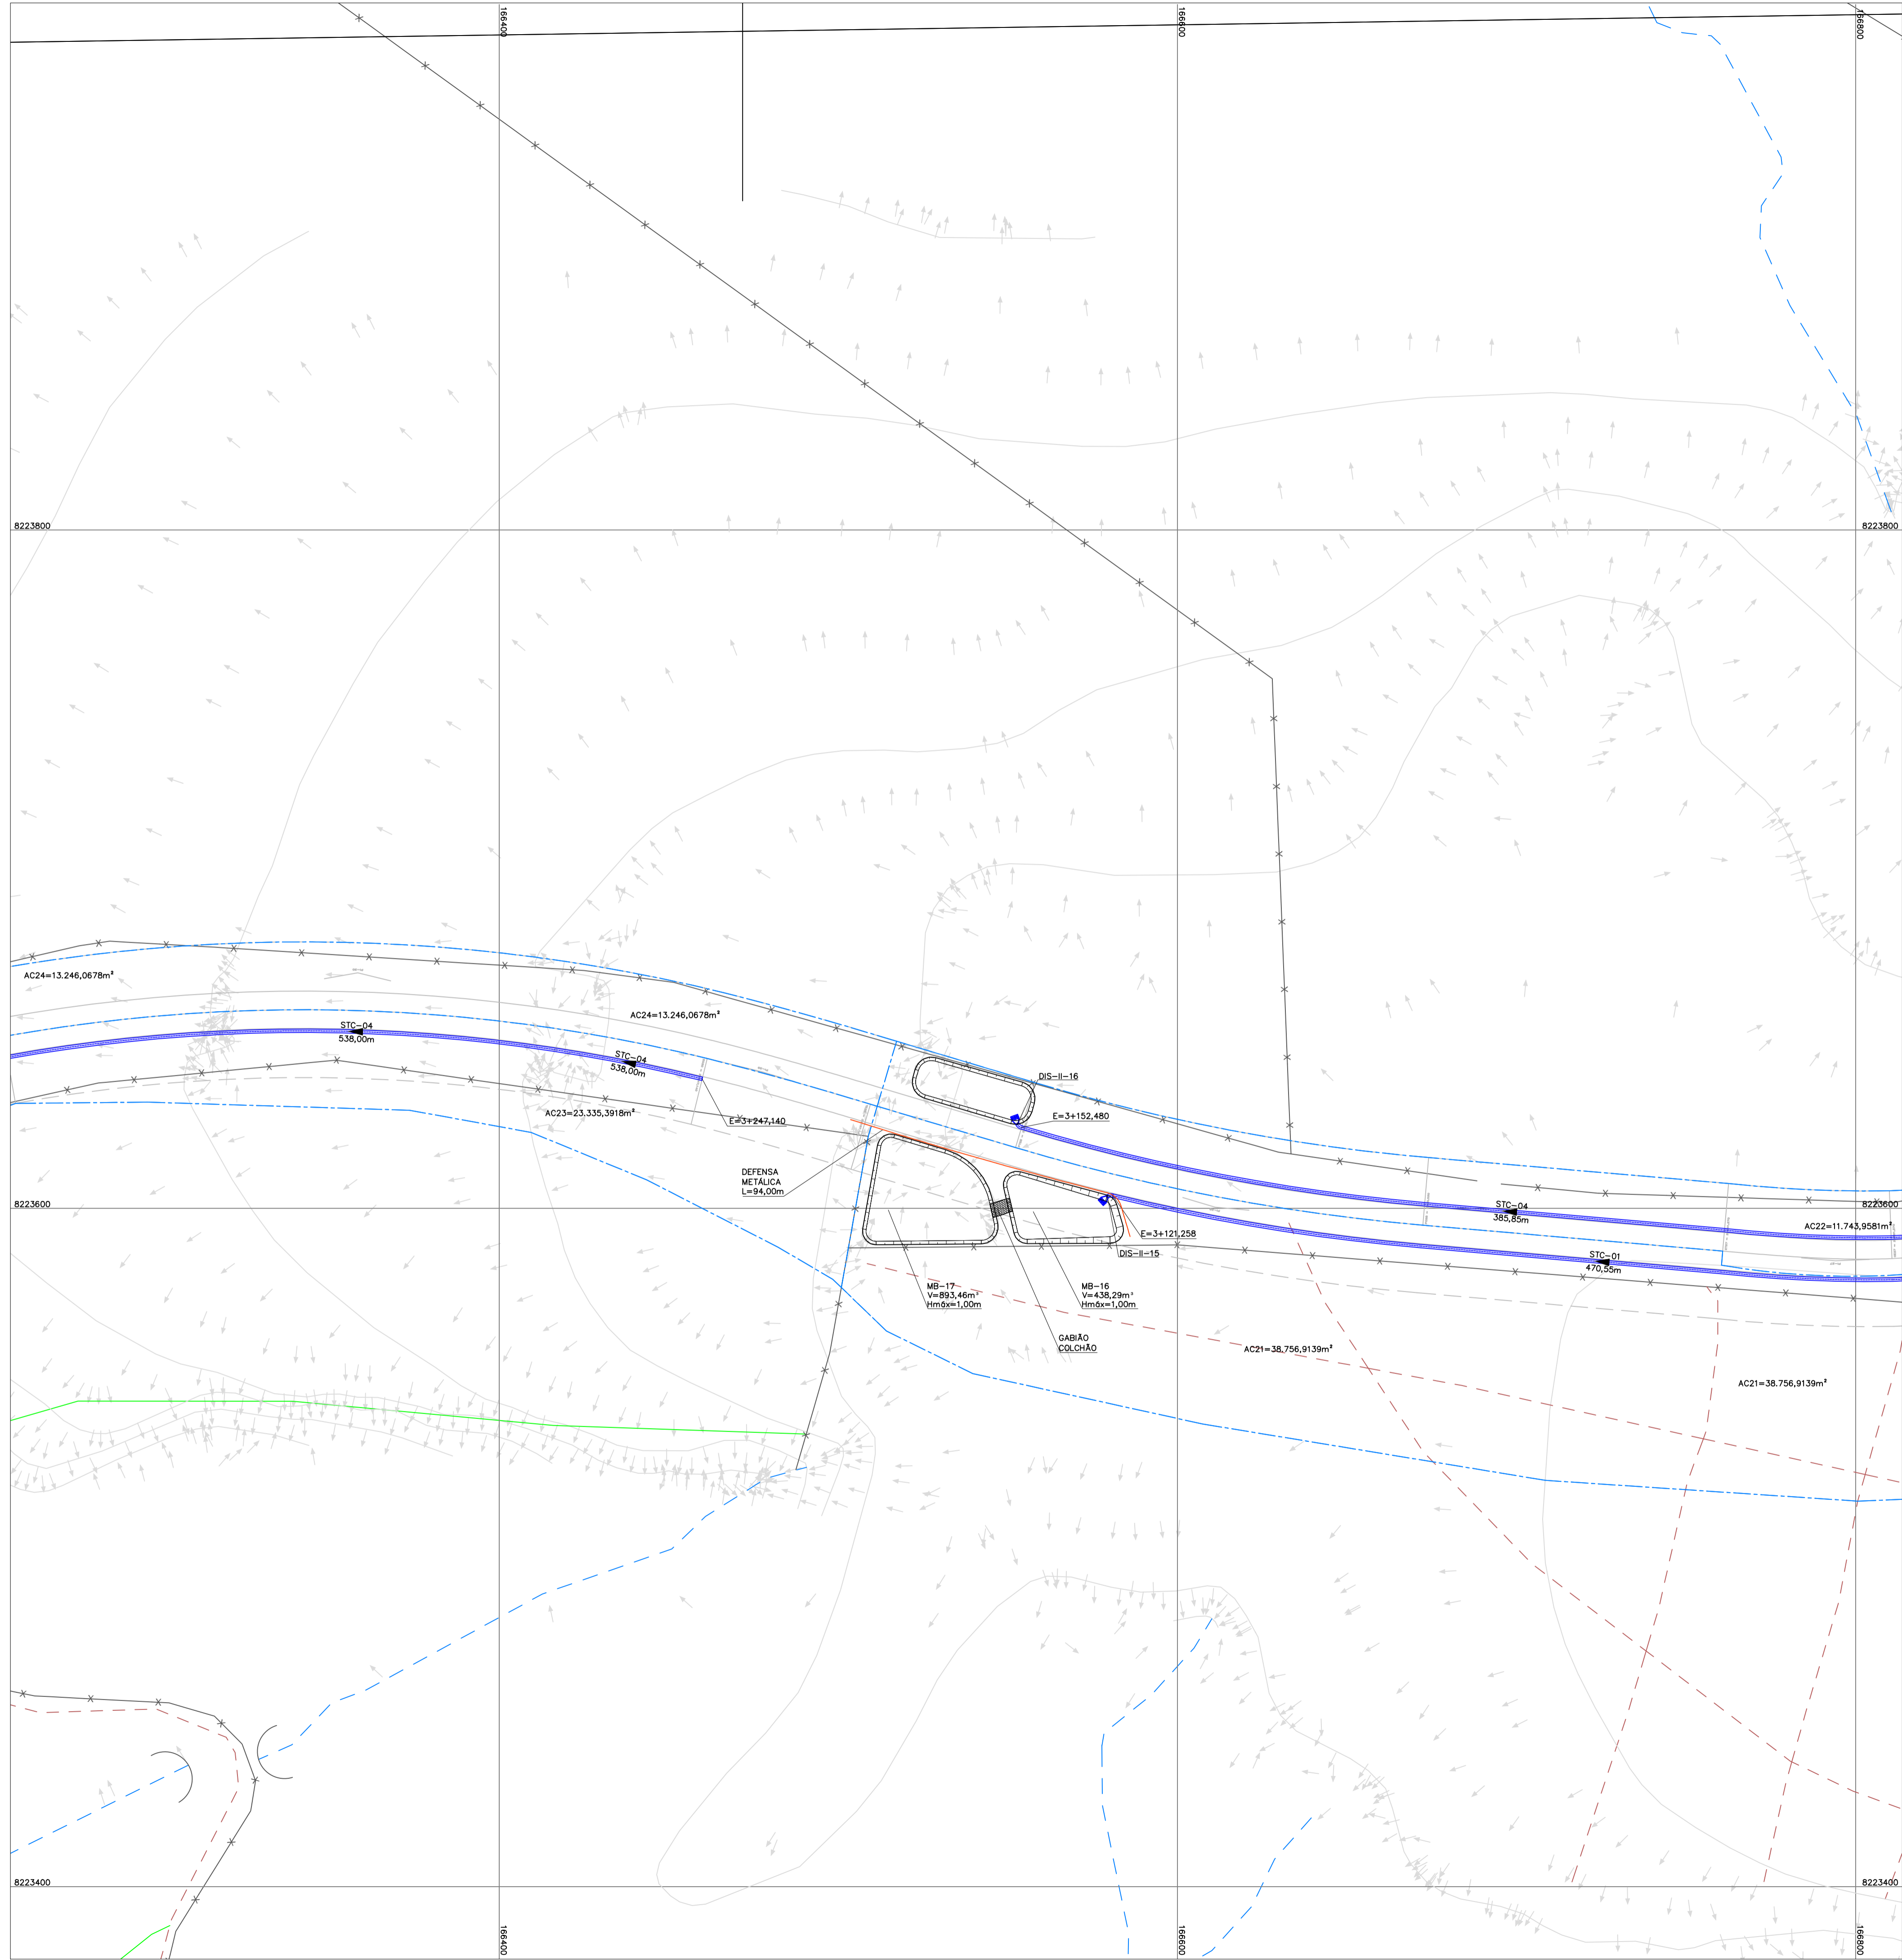 166400
166600
166800
8223800
8223800
AC24=13.246,0678m²
AC24=13.246,0678m²
STC-04
538,00m
STC-04
538,00m
DIS-II-16
E=3+152,480
AC23=23.335,3918m²
E=3+247,140
DEFENSA
METÁLICA
L=94,00m
8223600
8223600
STC-04
385,85m
AC22=11.743,9581m²
E=3+121,258
DIS-II-15
STC-01
470,55m
MB-17
V=893,46m³
Hmáx=1,00m
MB-16
V=438,29m³
Hmáx=1,00m
GABIÃO
COLCHÃO
AC21=38.756,9139m²
AC21=38.756,9139m²
8223400
8223400
166400
166600
166800